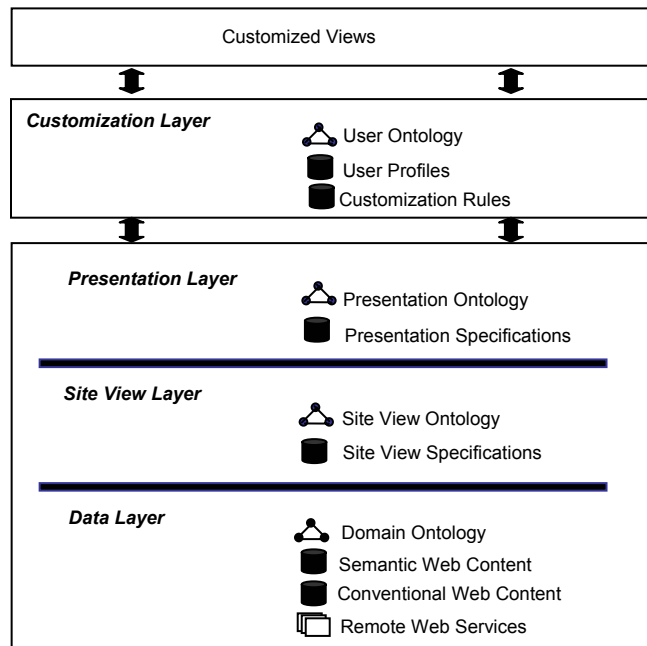 Customized Views
Customization Layer
User Ontology
User Profiles
Customization Rules
Presentation Layer
Presentation Ontology
Presentation Specifications
Site View Layer
Site View Ontology
Site View Specifications
Data Layer
Domain Ontology
Semantic Web Content
Conventional Web Content
Remote Web Services